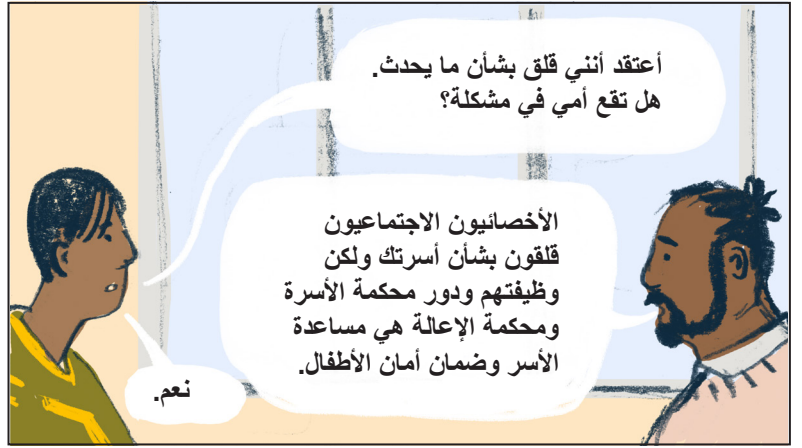 أعتقد أنني قلق بشأن ما يحدث.
هل تقع أمي في مشكلة؟
الأخصائيون الاجتماعيون
قلقون بشأن أسرتك ولكن
وظيفتهم ودور محكمة الأسرة
ومحكمة الإعالة هي مساعدة
الأسر وضمان أمان الأطفال.
نعم.